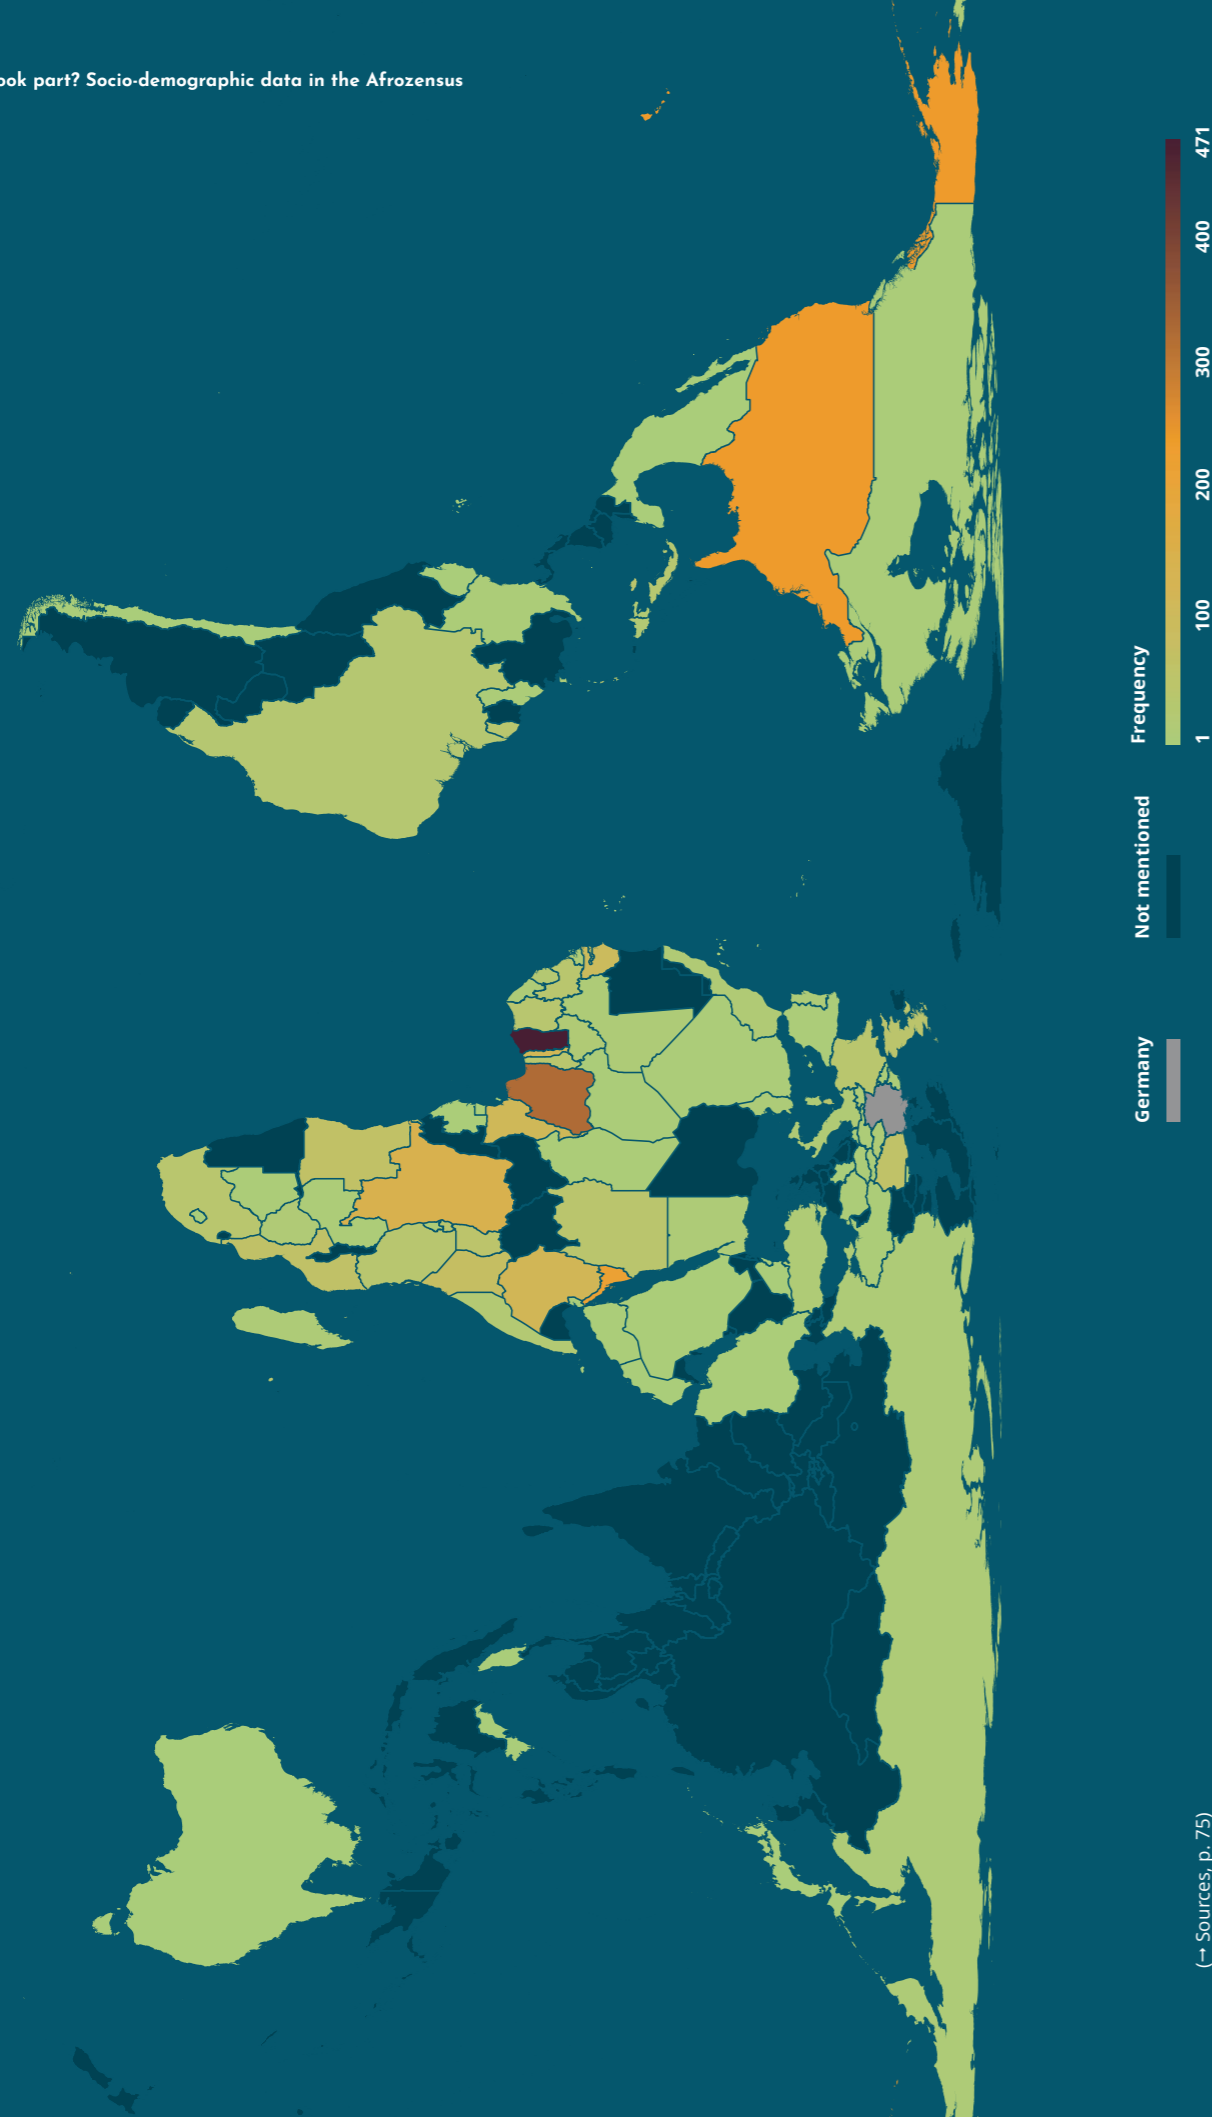 ook part? Socio-demographic data in the Afrozensus
Frequency
1 100 200 300 400 471
Not mentioned
Germany
(→ Sources, p. 75)